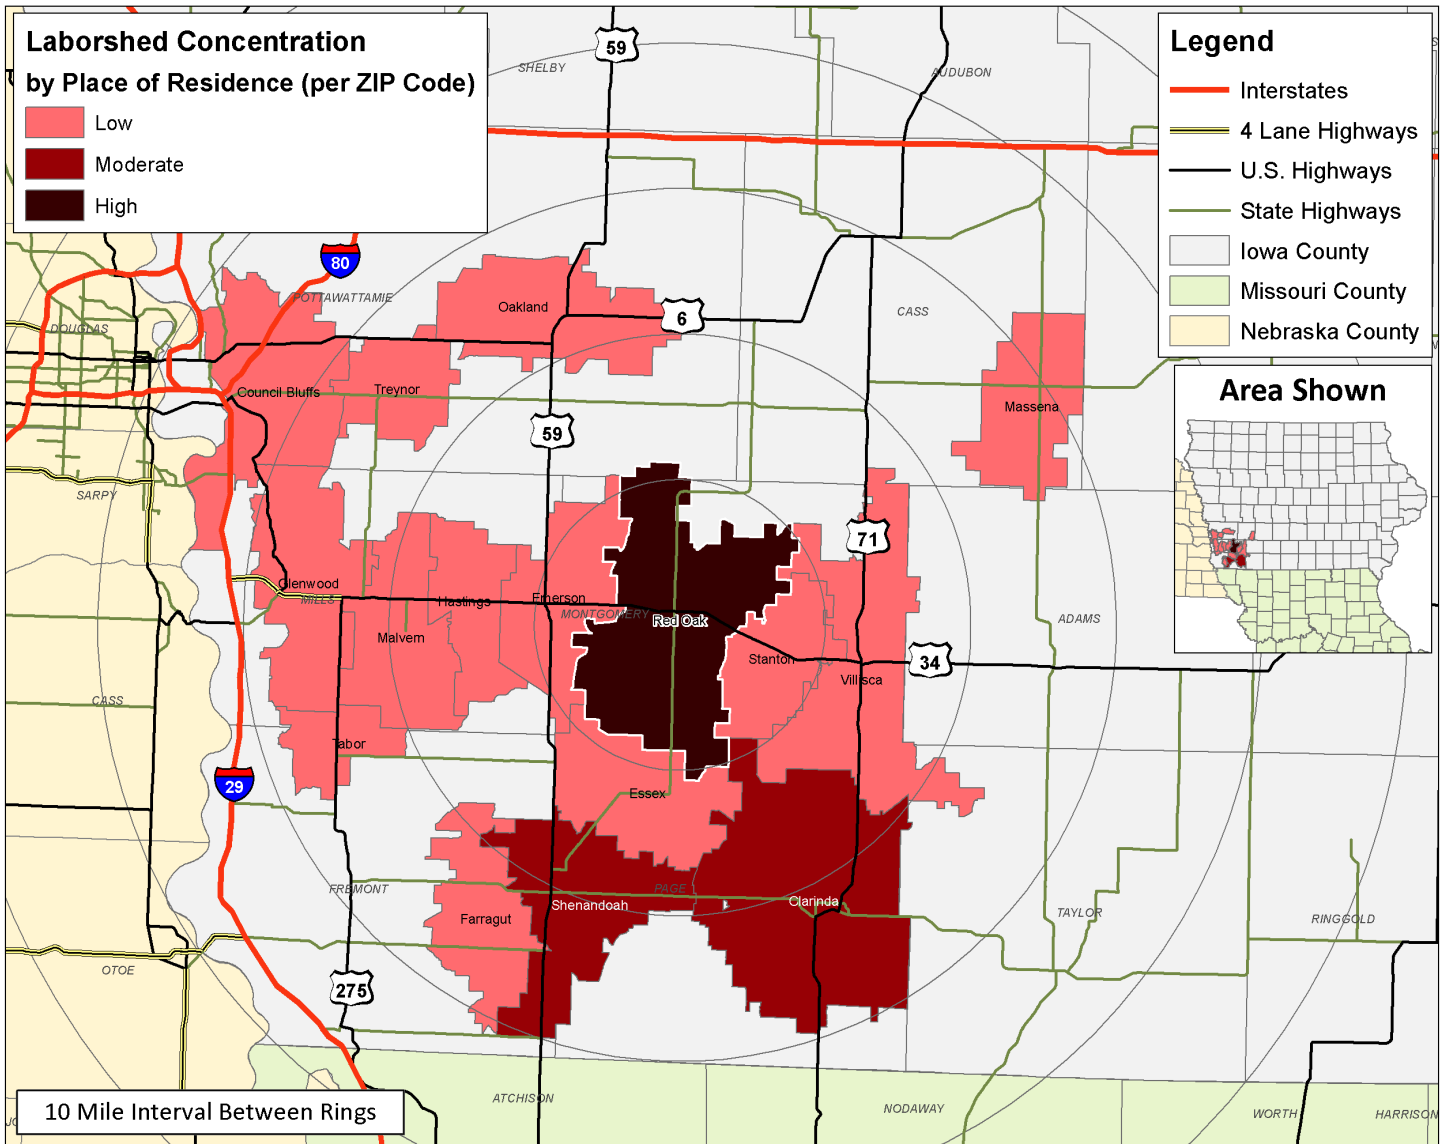 Laborshed Concentration
by Place of Residence (per ZIP Code)
Low
Moderate
High
Legend
Interstates
4 Lane Highways
U.S. Highways
State Highways
Iowa County
Missouri County
Nebraska County
Area Shown
59
SHELBY
AUDUBON
80
POTTAWATTAMIE
Oakland
6
CASS
DOUGLAS
Council Bluffs
Treynor
Massena
59
SARPY
71
Glenwood
MILLS
Hastings
Emerson
MONTGOMERY
Red Oak
ADAMS
Malvern
Stanton
34
Villisca
CASS
Tabor
29
Essex
FREMONT
PAGE
Shenandoah
Clarinda
Farragut
TAYLOR
RINGGOLD
OTOE
275
ATCHISON
NODAWAY
WORTH
HARRISON
10 Mile Interval Between Rings